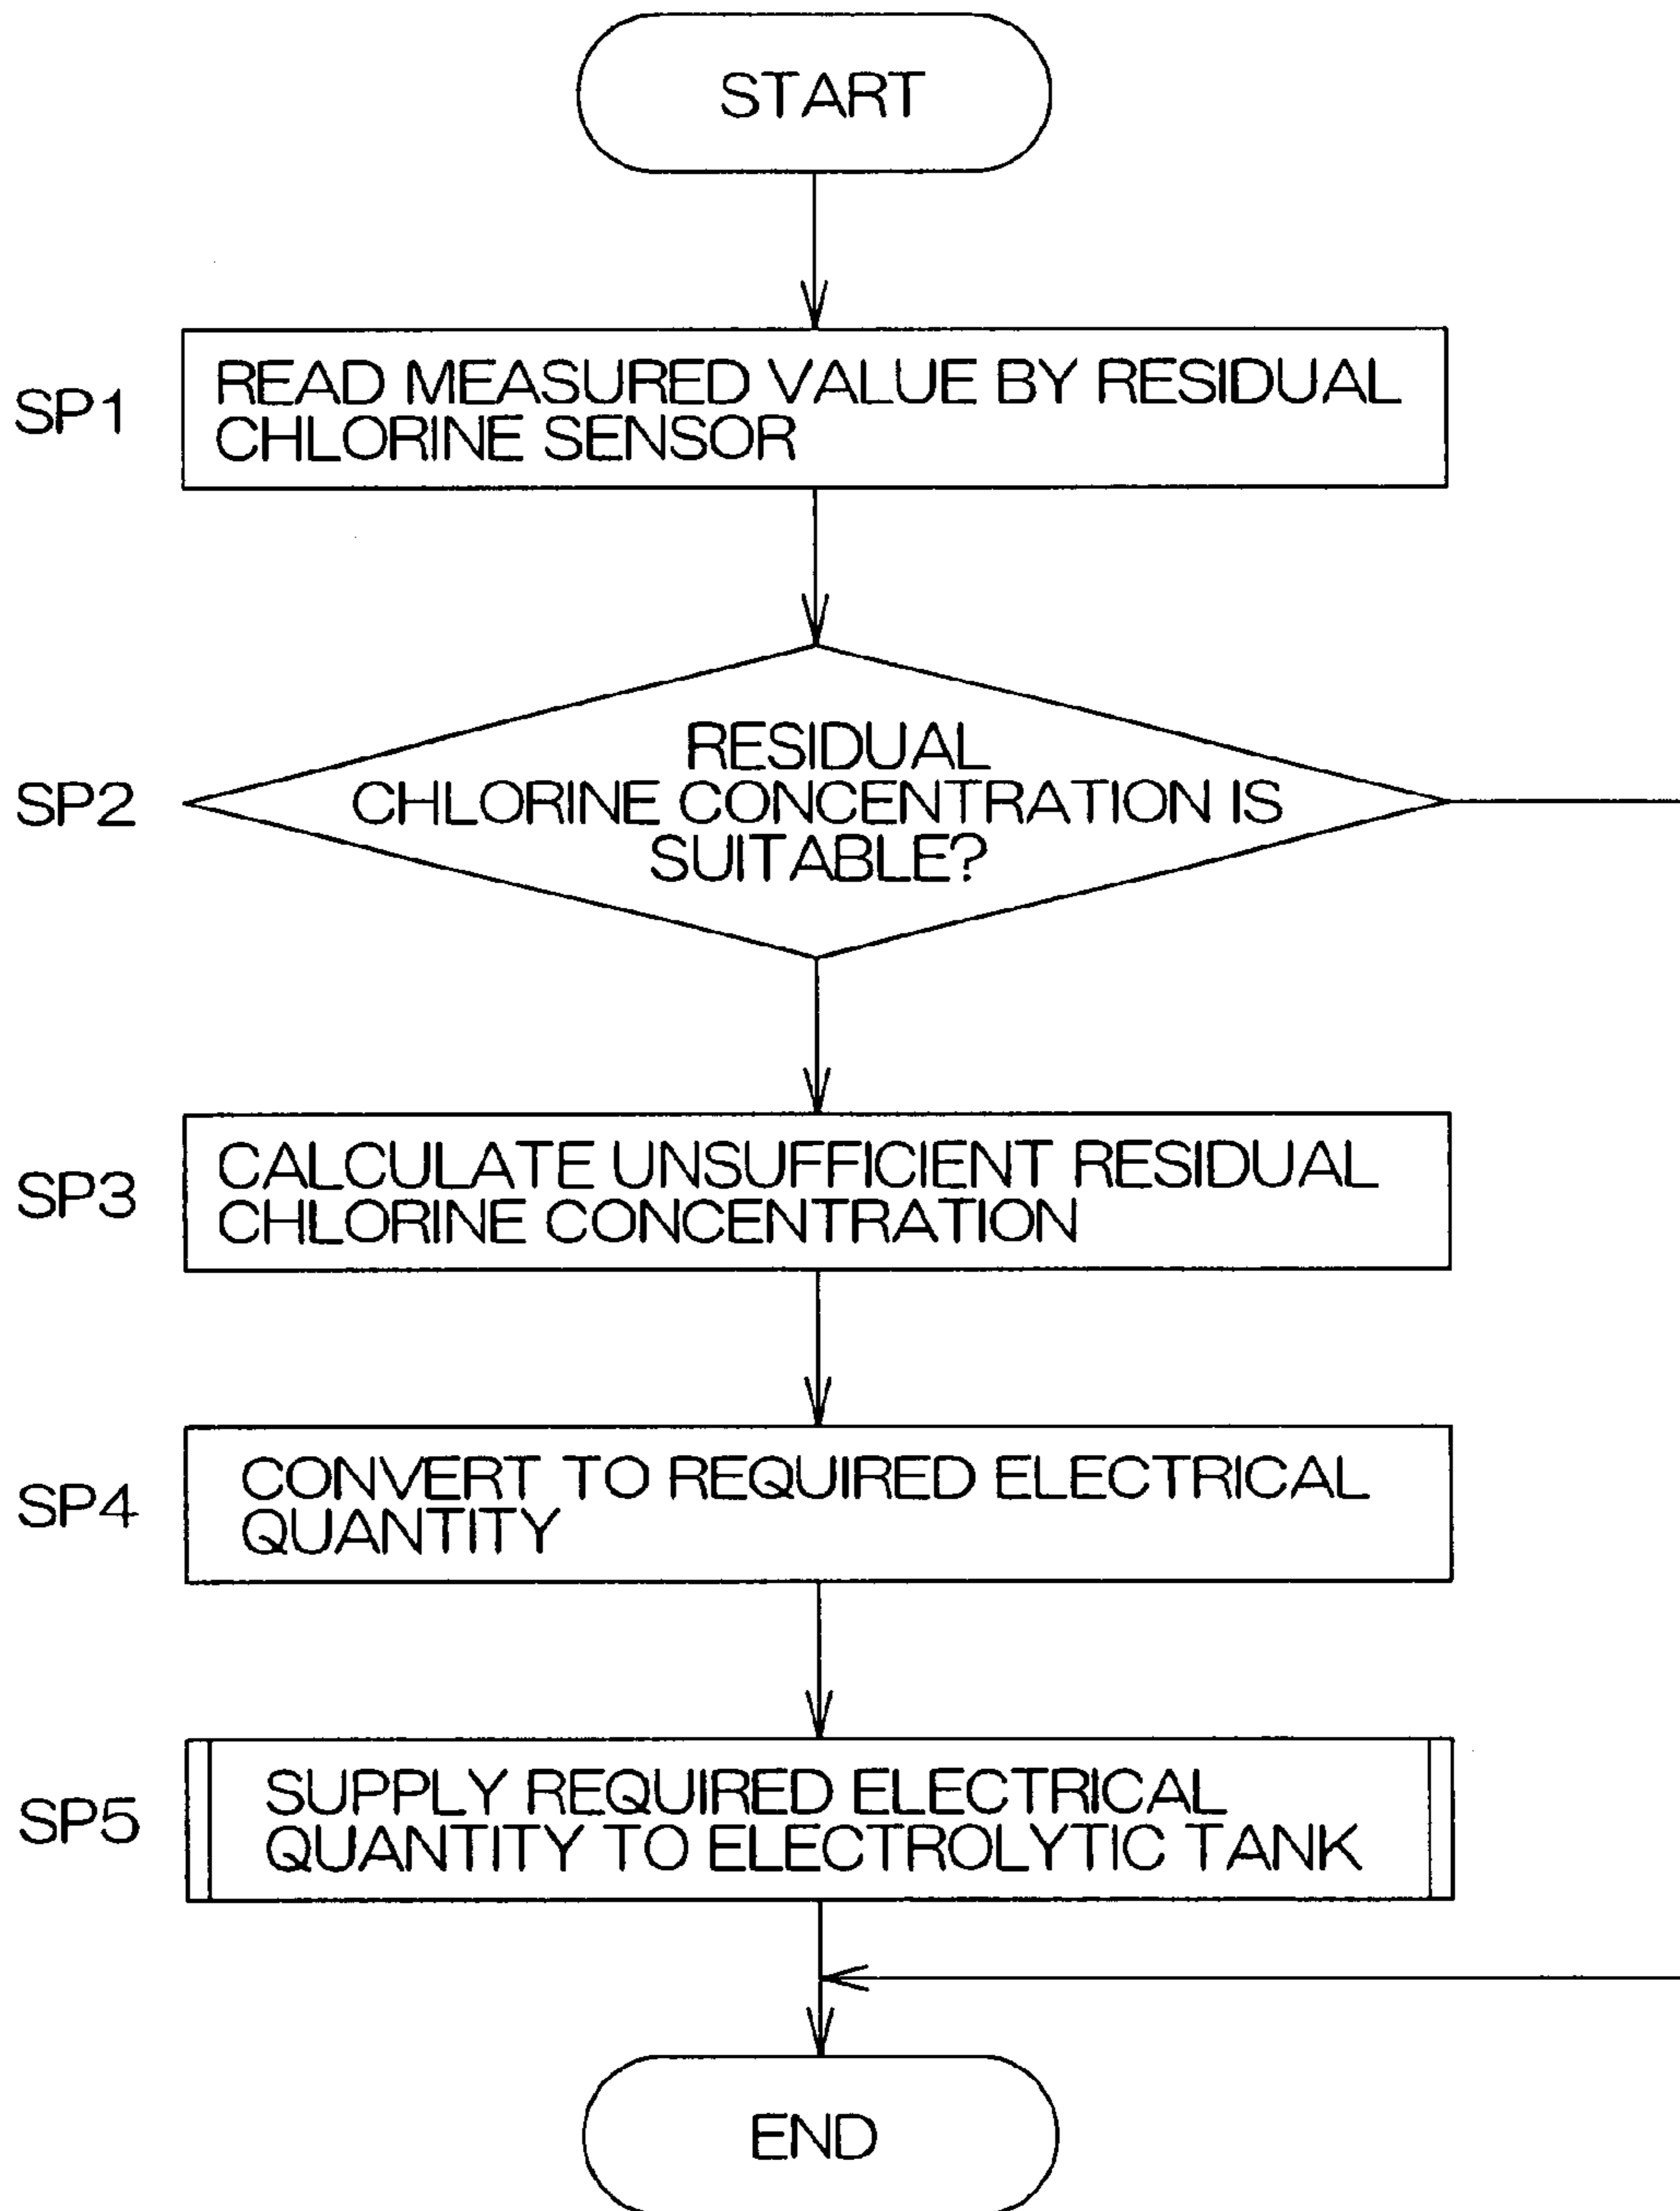 START
SP1
READ MEASURED VALUE BY RESIDUAL
CHLORINE SENSOR
SP2
RESIDUAL
CHLORINE CONCENTRATION IS
SUITABLE?
SP3
CALCULATE UNSUFFICIENT RESIDUAL
CHLORINE CONCENTRATION
SP4
CONVERT TO REQUIRED ELECTRICAL
QUANTITY
SP5
SUPPLY REQUIRED ELECTRICAL
QUANTITY TO ELECTROLYTIC TANK
END